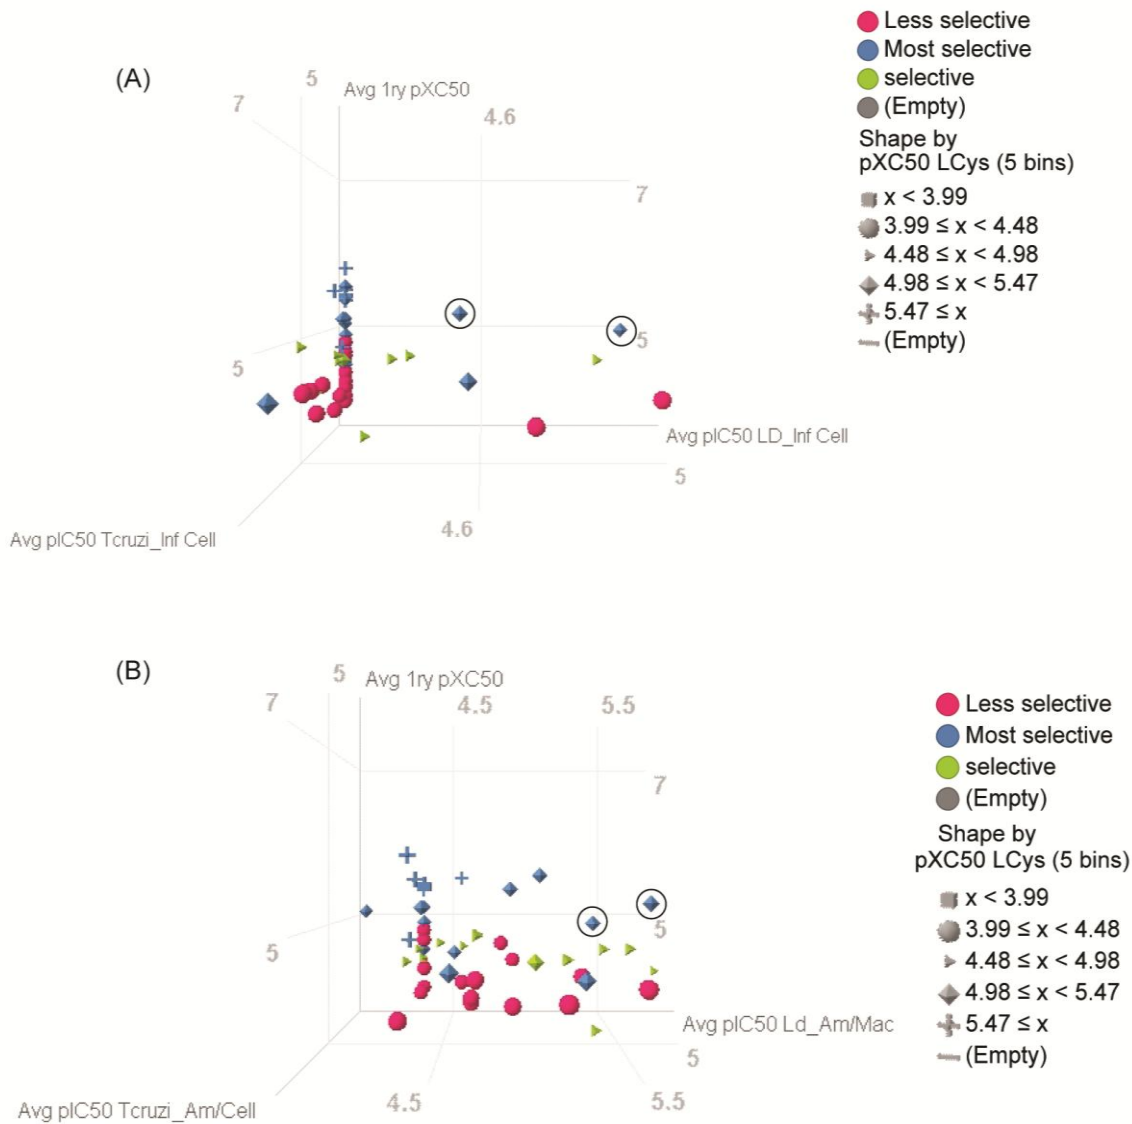 Less selective
Most selective
selective
(Empty)
Shape by
pXC50 LCys (5 bins)
x < 3.99
3.99 ≤ x < 4.48
4.48 ≤ x < 4.98
4.98 ≤ x < 5.47
5.47 ≤ x
(Empty)
(A)
5
Avg 1ry pXC50
7
4.6
7
5
5
Avg pIC50 LD_Inf Cell
5
4.6
Avg pIC50 Tcruzi_Inf Cell
(B)
5
Avg 1ry pXC50
7
4.5
5.5
7
5
5
Avg pIC50 Ld_Am/Mac
5
4.5
5.5
Avg pIC50 Tcruzi_Am/Cell
Less selective
Most selective
selective
(Empty)
Shape by
pXC50 LCys (5 bins)
x < 3.99
3.99 ≤ x < 4.48
4.48 ≤ x < 4.98
4.98 ≤ x < 5.47
5.47 ≤ x
(Empty)